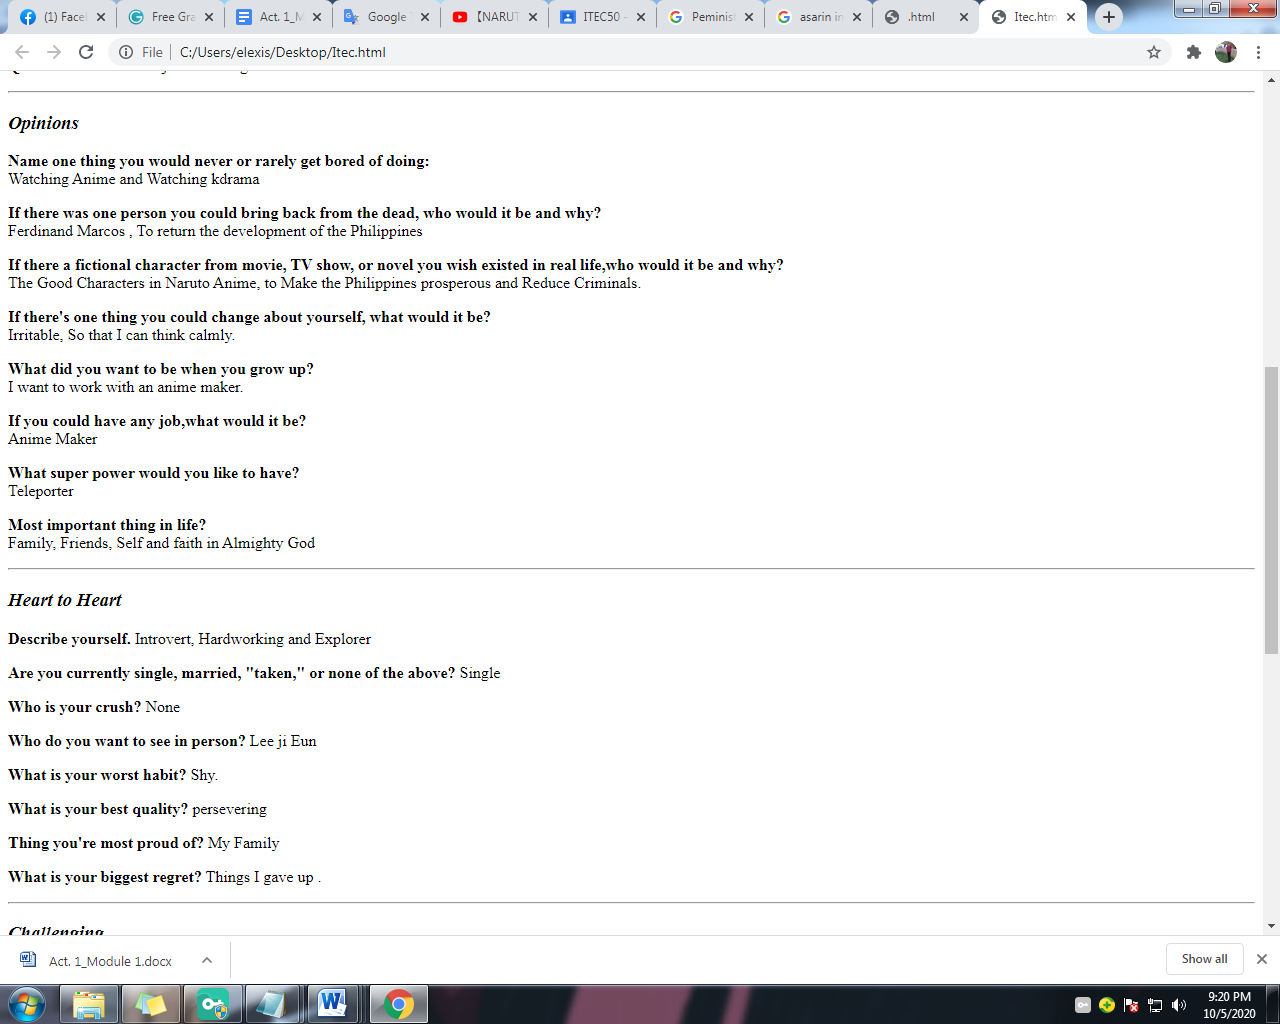 (1) Facel
Free Gra
Act. 1_M
Google
【NARUT
ITEC50 -
Peminist
asarin in
.html
Itec.htm
File
C:/Users/elexis/Desktop/Itec.html
Opinions
Name one thing you would never or rarely get bored of doing:
Watching Anime and Watching kdrama
If there was one person you could bring back from the dead, who would it be and why?
Ferdinand Marcos , To return the development of the Philippines
If there a fictional character from movie, TV show, or novel you wish existed in real life,who would it be and why?
The Good Characters in Naruto Anime, to Make the Philippines prosperous and Reduce Criminals.
If there's one thing you could change about yourself, what would it be?
Irritable, So that I can think calmly.
What did you want to be when you grow up?
I want to work with an anime maker.
If you could have any job,what would it be?
Anime Maker
What super power would you like to have?
Teleporter
Most important thing in life?
Family, Friends, Self and faith in Almighty God
Heart to Heart
Describe yourself. Introvert, Hardworking and Explorer
Are you currently single, married, "taken," or none of the above? Single
Who is your crush? None
Who do you want to see in person? Lee ji Eun
What is your worst habit? Shy.
What is your best quality? persevering
Thing you're most proud of? My Family
What is your biggest regret? Things I gave up .
Challenging
Act. 1_Module 1.docx
Show all
9:20 PM
10/5/2020